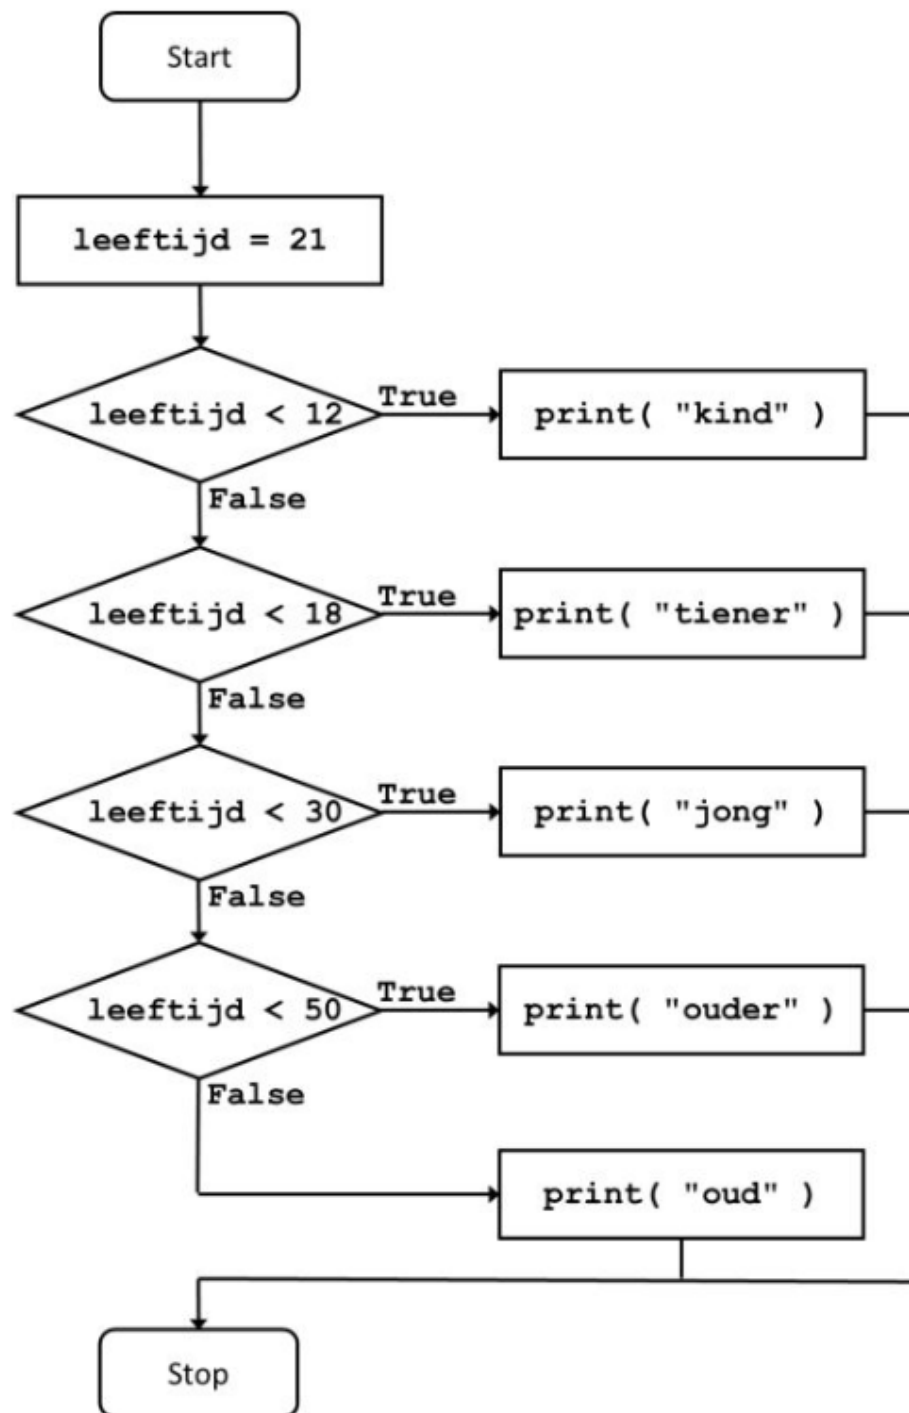 Start
leeftijd = 21
leeftijd < 12
True
print( "kind" )
False
leeftijd < 18
True
print( "tiener" )
False
leeftijd < 30
True
print( "jong" )
False
leeftijd < 50
True
print( "ouder" )
False
print( "oud" )
Stop